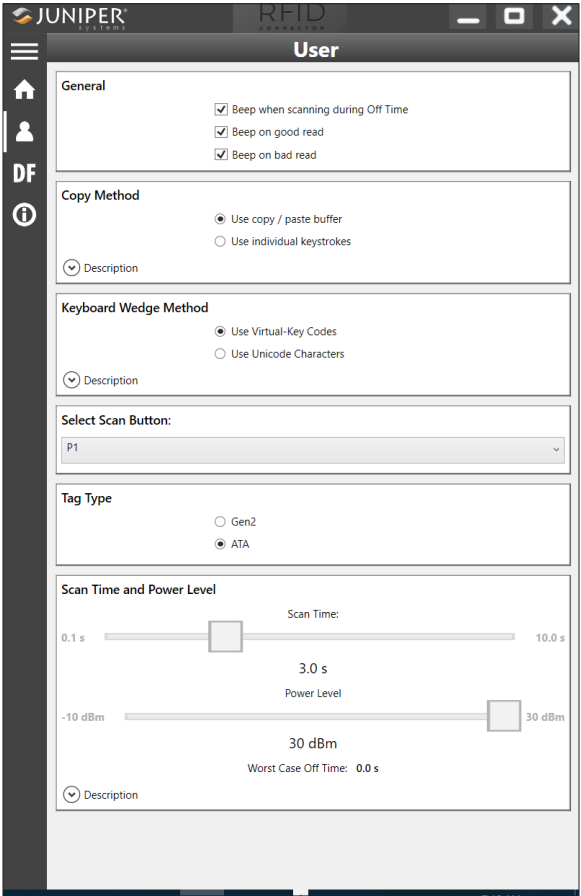 JUNIPER
systems
RFID
CONNECTOR
User
General
Beep when scanning during Off Time
Beep on good read
Beep on bad read
DF
Copy Method
Use copy / paste buffer
Use individual keystrokes
Description
Keyboard Wedge Method
Use Virtual-Key Codes
Use Unicode Characters
Description
Select Scan Button:
P1
Tag Type
Gen2
ATA
Scan Time and Power Level
Scan Time:
0.1 s 10.0 s
3.0 s
Power Level
-10 dBm 30 dBm
30 dBm
Worst Case Off Time: 0.0 s
Description